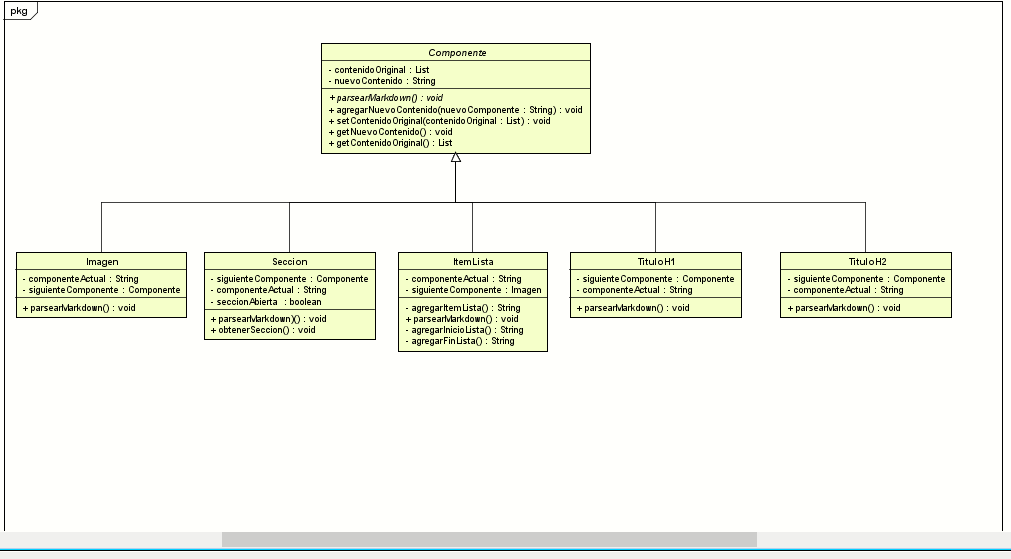 pkg
Componente
- contenidoOriginal : List
- nuevoContenido : String
+ parsearMarkdown() : void
+ agregarNuevoContenido(nuevoComponente : String) : void
+ setContenidoOriginal(contenidoOriginal : List) : void
+ getNuevoContenido() : void
+ getContenidoOriginal() : List
Imagen
- componenteActual : String
- siguienteComponente : Componente
+ parsearMarkdown() : void
Seccion
- siguienteComponente : Componente
- componenteActual : String
- seccionAbierta : boolean
+ parsearMarkdown)() : void
+ obtenerSeccion() : void
ItemLista
- componenteActual : String
- siguienteComponente : Imagen
- agregarItemLista() : String
+ parsearMarkdown() : void
- agregarInicioLista() : String
- agregarFinLista() : String
TituloH1
- siguienteComponente : Componente
- componenteActual : String
+ parsearMarkdown() : void
TituloH2
- siguienteComponente : Componente
- componenteActual : String
+ parsearMarkdown() : void